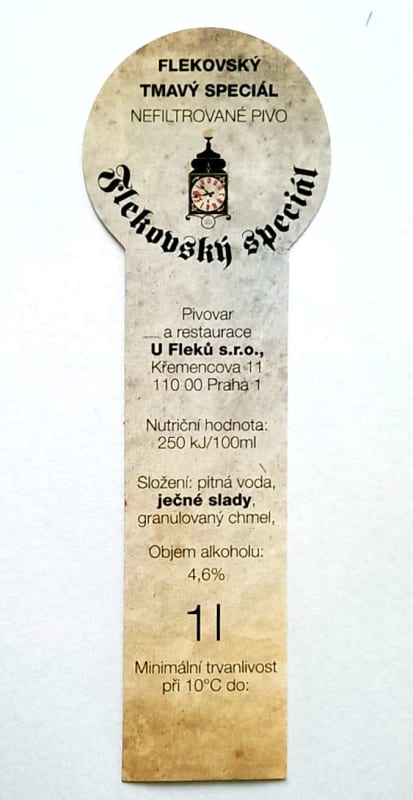 FLEKOVSKÝ
TMAVÝ SPECIÁL
NEFILTROVANÉ PIVO
Flekovský speciál
Pivovar
a restaurace
U Fleků s.r.o.,
Křemencova 11
110 00 Praha 1
Nutriční hodnota:
250 kJ/100ml
Složení: pitná voda,
ječné slady,
granulovaný chmel,
Objem alkoholu:
4,6%
1 l
Minimální trvanlivost
při 10°C do: